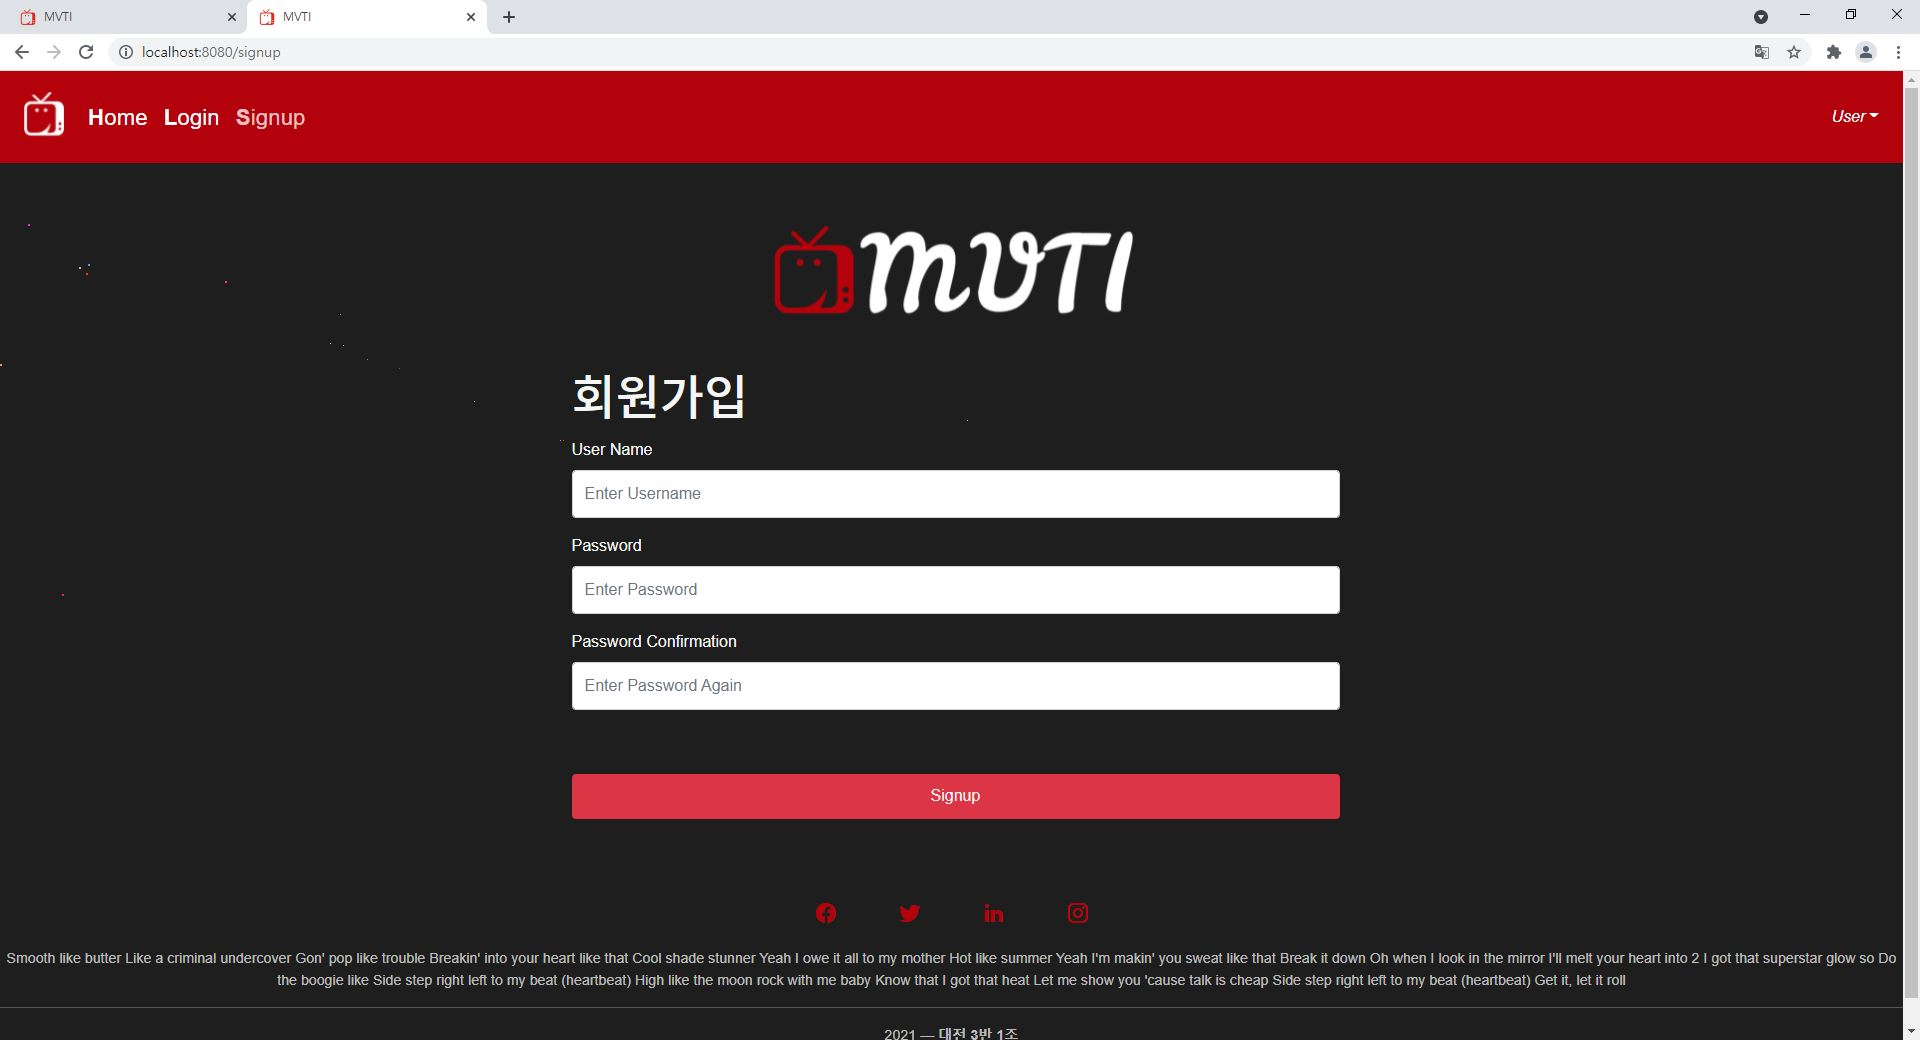 MVTI
MVTI
localhost:8080/signup
Home Login Signup
User
MVTI
회원가입
User Name
Enter Username
Password
Enter Password
Password Confirmation
Enter Password Again
Signup
Smooth like butter Like a criminal undercover Gon' pop like trouble Breakin' into your heart like that Cool shade stunner Yeah I owe it all to my mother Hot like summer Yeah I'm makin' you sweat like that Break it down Oh when I look in the mirror I'll melt your heart into 2 I got that superstar glow so Do
the boogie like Side step right left to my beat (heartbeat) High like the moon rock with me baby Know that I got that heat Let me show you 'cause talk is cheap Side step right left to my beat (heartbeat) Get it, let it roll
2021 — 대전 3반 1조